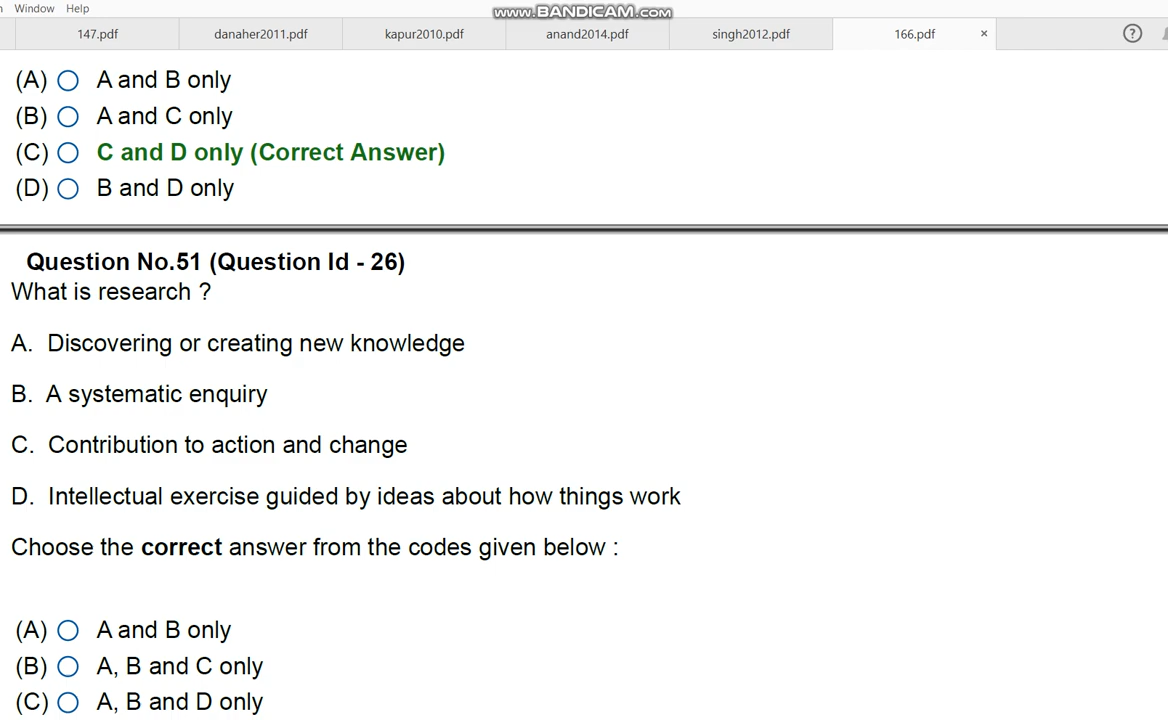 Window Help
www.BANDICAM.com
147.pdf danaher2011.pdf kapur2010.pdf anand2014.pdf singh2012.pdf 166.pdf × ?
(A) A and B only
(B) A and C only
(C) C and D only (Correct Answer)
(D) B and D only
Question No.51 (Question Id - 26)
What is research ?
A. Discovering or creating new knowledge
B. A systematic enquiry
C. Contribution to action and change
D. Intellectual exercise guided by ideas about how things work
Choose the correct answer from the codes given below :
(A) A and B only
(B) A, B and C only
(C) A, B and D only